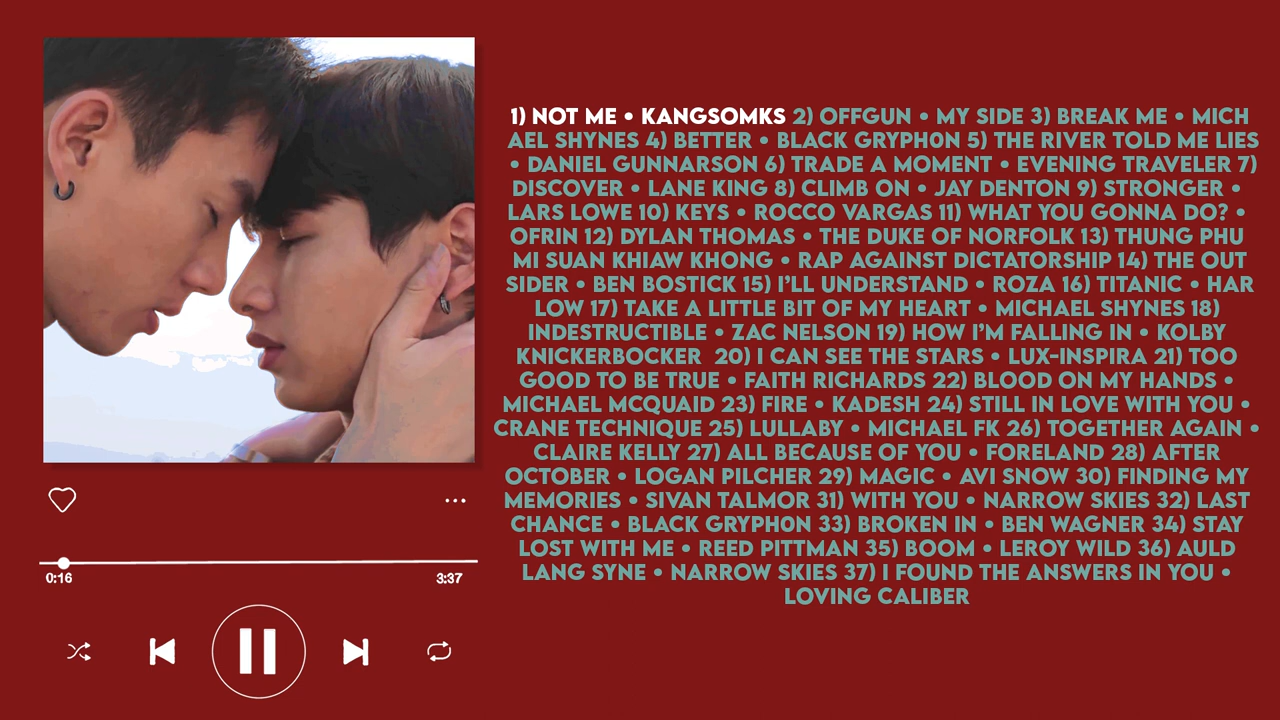 1) NOT ME • KANGSOMKS 2) OFFGUN • MY SIDE 3) BREAK ME • MICH
AEL SHYNES 4) BETTER • BLACK GRYPH0N 5) THE RIVER TOLD ME LIES
• DANIEL GUNNARSON 6) TRADE A MOMENT • EVENING TRAVELER 7)
DISCOVER • LANE KING 8) CLIMB ON • JAY DENTON 9) STRONGER •
LARS LOWE 10) KEYS • ROCCO VARGAS 11) WHAT YOU GONNA DO? •
OFRIN 12) DYLAN THOMAS • THE DUKE OF NORFOLK 13) THUNG PHU
MI SUAN KHIAW KHONG • RAP AGAINST DICTATORSHIP 14) THE OUT
SIDER • BEN BOSTICK 15) I'LL UNDERSTAND • ROZA 16) TITANIC • HAR
LOW 17) TAKE A LITTLE BIT OF MY HEART • MICHAEL SHYNES 18)
INDESTRUCTIBLE • ZAC NELSON 19) HOW I'M FALLING IN • KOLBY
KNICKERBOCKER 20) I CAN SEE THE STARS • LUX-INSPIRA 21) TOO
GOOD TO BE TRUE • FAITH RICHARDS 22) BLOOD ON MY HANDS •
MICHAEL MCQUAID 23) FIRE • KADESH 24) STILL IN LOVE WITH YOU •
CRANE TECHNIQUE 25) LULLABY • MICHAEL FK 26) TOGETHER AGAIN •
CLAIRE KELLY 27) ALL BECAUSE OF YOU • FORELAND 28) AFTER
OCTOBER • LOGAN PILCHER 29) MAGIC • AVI SNOW 30) FINDING MY
MEMORIES • SIVAN TALMOR 31) WITH YOU • NARROW SKIES 32) LAST
CHANCE • BLACK GRYPH0N 33) BROKEN IN • BEN WAGNER 34) STAY
LOST WITH ME • REED PITTMAN 35) BOOM • LEROY WILD 36) AULD
LANG SYNE • NARROW SKIES 37) I FOUND THE ANSWERS IN YOU •
LOVING CALIBER
0:16
3:37